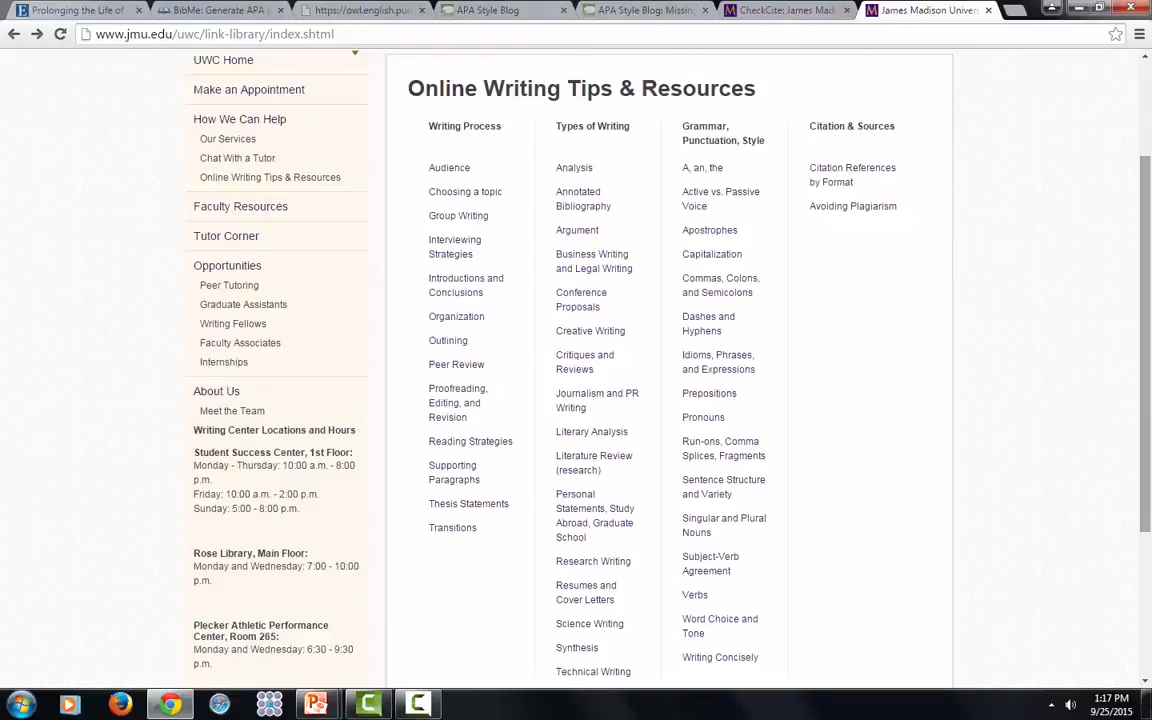 Prolonging the Life of
BibMe: Generate APA
https://owl.english.pu
APA Style Blog
APA Style Blog: Missin
CheckCite: James Mad
James Madison Univer
www.jmu.edu/uwc/link-library/index.shtml
UWC Home
Make an Appointment
How We Can Help
Our Services
Chat With a Tutor
Online Writing Tips & Resources
Faculty Resources
Tutor Corner
Opportunities
Peer Tutoring
Graduate Assistants
Writing Fellows
Faculty Associates
Internships
About Us
Meet the Team
Writing Center Locations and Hours
Student Success Center, 1st Floor:
Monday - Thursday: 10:00 a.m. - 8:00
p.m.
Friday: 10:00 a.m. - 2:00 p.m.
Sunday: 5:00 - 8:00 p.m.
Rose Library, Main Floor:
Monday and Wednesday: 7:00 - 10:00
p.m.
Plecker Athletic Performance
Center, Room 265:
Monday and Wednesday: 6:30 - 9:30
p.m.
Online Writing Tips & Resources
Writing Process
Audience
Choosing a topic
Group Writing
Interviewing
Strategies
Introductions and
Conclusions
Organization
Outlining
Peer Review
Proofreading,
Editing, and
Revision
Reading Strategies
Supporting
Paragraphs
Thesis Statements
Transitions
Types of Writing
Analysis
Annotated
Bibliography
Argument
Business Writing
and Legal Writing
Conference
Proposals
Creative Writing
Critiques and
Reviews
Journalism and PR
Writing
Literary Analysis
Literature Review
(research)
Personal
Statements, Study
Abroad, Graduate
School
Research Writing
Resumes and
Cover Letters
Science Writing
Synthesis
Technical Writing
Grammar,
Punctuation, Style
A, an, the
Active vs. Passive
Voice
Apostrophes
Capitalization
Commas, Colons,
and Semicolons
Dashes and
Hyphens
Idioms, Phrases,
and Expressions
Prepositions
Pronouns
Run-ons, Comma
Splices, Fragments
Sentence Structure
and Variety
Singular and Plural
Nouns
Subject-Verb
Agreement
Verbs
Word Choice and
Tone
Writing Concisely
Citation & Sources
Citation References
by Format
Avoiding Plagiarism
1:17 PM
9/25/2015